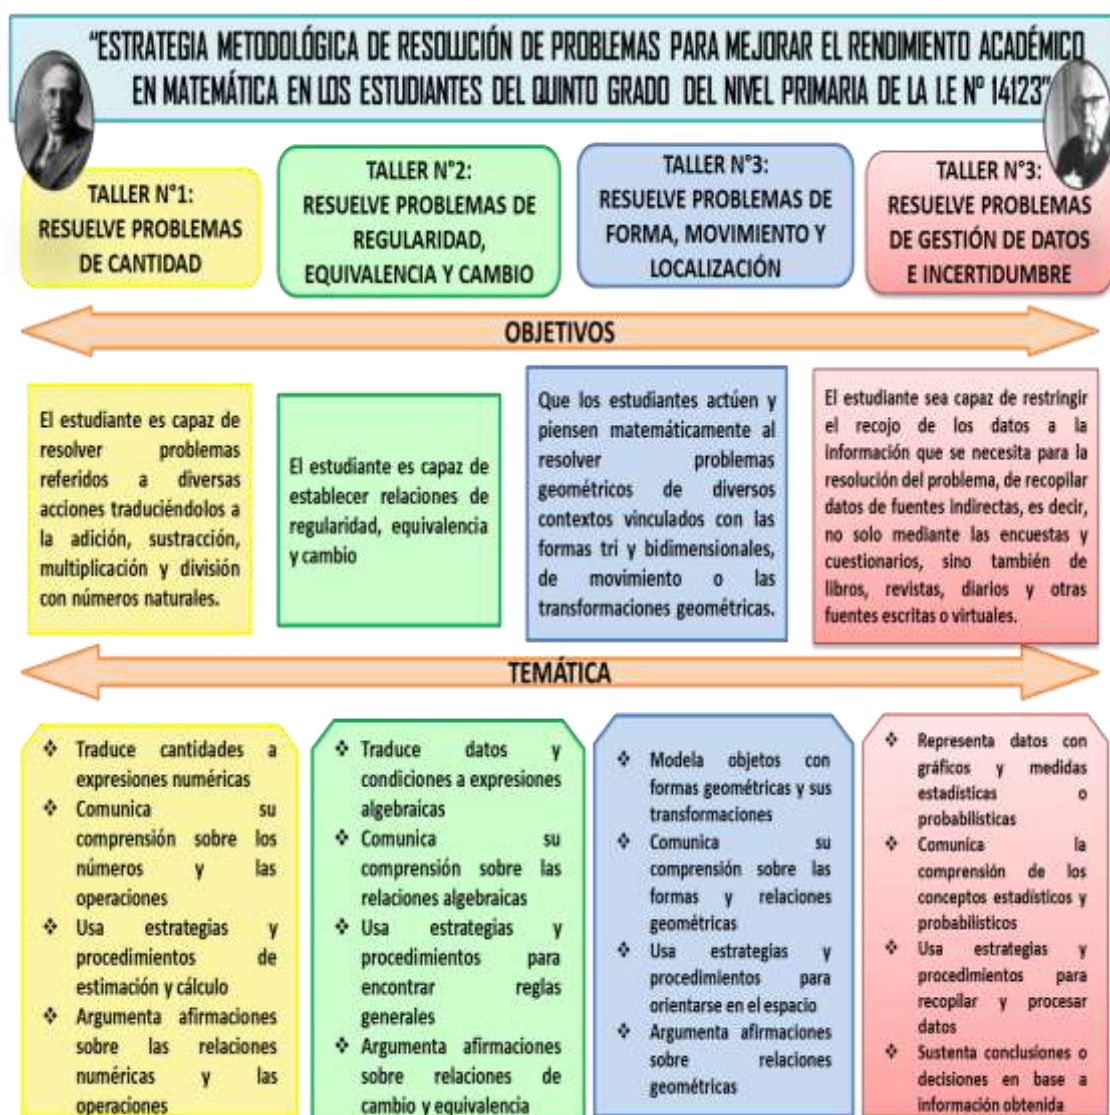 “ESTRATEGIA METODOLÓGICA DE RESOLUCIÓN DE PROBLEMAS PARA MEJORAR EL RENDIMIENTO ACADÉMICO
EN MATEMÁTICA EN LOS ESTUDIANTES DEL QUINTO GRADO DEL NIVEL PRIMARIA DE LA I.E Nº 14123”
TALLER N°1:
RESUELVE PROBLEMAS
DE CANTIDAD
TALLER N°2:
RESUELVE PROBLEMAS DE
REGULARIDAD,
EQUIVALENCIA Y CAMBIO
TALLER N°3:
RESUELVE PROBLEMAS DE
FORMA, MOVIMIENTO Y
LOCALIZACIÓN
TALLER N°3:
RESUELVE PROBLEMAS
DE GESTIÓN DE DATOS
E INCERTIDUMBRE
OBJETIVOS
El estudiante es capaz de
resolver problemas
referidos a diversas
acciones traduciéndolos a
la adición, sustracción,
multiplicación y división
con números naturales.
El estudiante es capaz de
establecer relaciones de
regularidad, equivalencia
y cambio
Que los estudiantes actúen y
piensen matemáticamente al
resolver problemas
geométricos de diversos
contextos vinculados con las
formas tri y bidimensionales,
de movimiento o las
transformaciones geométricas.
El estudiante sea capaz de restringir
el recojo de los datos a la
información que se necesita para la
resolución del problema, de recopilar
datos de fuentes indirectas, es decir,
no solo mediante las encuestas y
cuestionarios, sino también de
libros, revistas, diarios y otras
fuentes escritas o virtuales.
TEMÁTICA
❖ Traduce cantidades a
expresiones numéricas
❖ Comunica su
comprensión sobre los
números y las
operaciones
❖ Usa estrategias y
procedimientos de
estimación y cálculo
❖ Argumenta afirmaciones
sobre las relaciones
numéricas y las
operaciones
❖ Traduce datos y
condiciones a expresiones
algebraicas
❖ Comunica su
comprensión sobre las
relaciones algebraicas
❖ Usa estrategias y
procedimientos para
encontrar reglas
generales
❖ Argumenta afirmaciones
sobre relaciones de
cambio y equivalencia
❖ Modela objetos con
formas geométricas y sus
transformaciones
❖ Comunica su
comprensión sobre las
formas y relaciones
geométricas
❖ Usa estrategias y
procedimientos para
orientarse en el espacio
❖ Argumenta afirmaciones
sobre relaciones
geométricas
❖ Representa datos con
gráficos y medidas
estadísticas o
probabilísticas
❖ Comunica la
comprensión de los
conceptos estadísticos y
probabilísticos
❖ Usa estrategias y
procedimientos para
recopilar y procesar
datos
❖ Sustenta conclusiones o
decisiones en base a
información obtenida